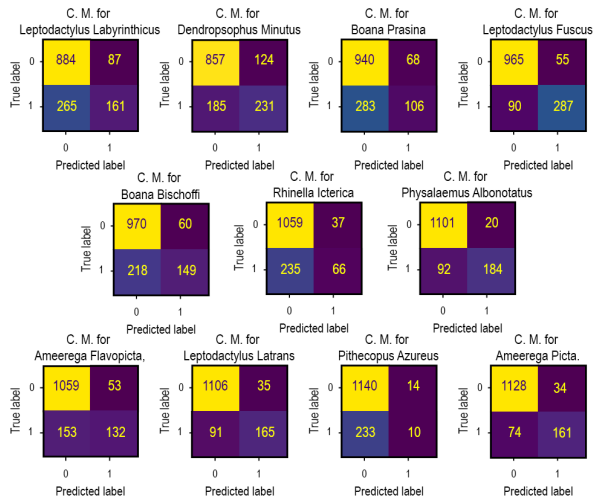 C. M. for
Leptodactylus Labyrinthicus
True label
0
884
87
1
265
161
0
1
Predicted label
C. M. for
Dendropsophus Minutus
True label
0
857
124
1
185
231
0
1
Predicted label
C. M. for
Boana Prasina
True label
0
940
68
1
283
106
0
1
Predicted label
C. M. for
Leptodactylus Fuscus
True label
0
965
55
1
90
287
0
1
Predicted label
C. M. for
Boana Bischoffi
True label
0
970
60
1
218
149
0
1
Predicted label
C. M. for
Rhinella Icterica
True label
0
1059
37
1
235
66
0
1
Predicted label
C. M. for
Physalaemus Albonotatus
True label
0
1101
20
1
92
184
0
1
Predicted label
C. M. for
Ameerega Flavopicta,
True label
0
1059
53
1
153
132
0
1
Predicted label
C. M. for
Leptodactylus Latrans
True label
0
1106
35
1
91
165
0
1
Predicted label
C. M. for
Pithecopus Azureus
True label
0
1140
14
1
233
10
0
1
Predicted label
C. M. for
Ameerega Picta.
True label
0
1128
34
1
74
161
0
1
Predicted label